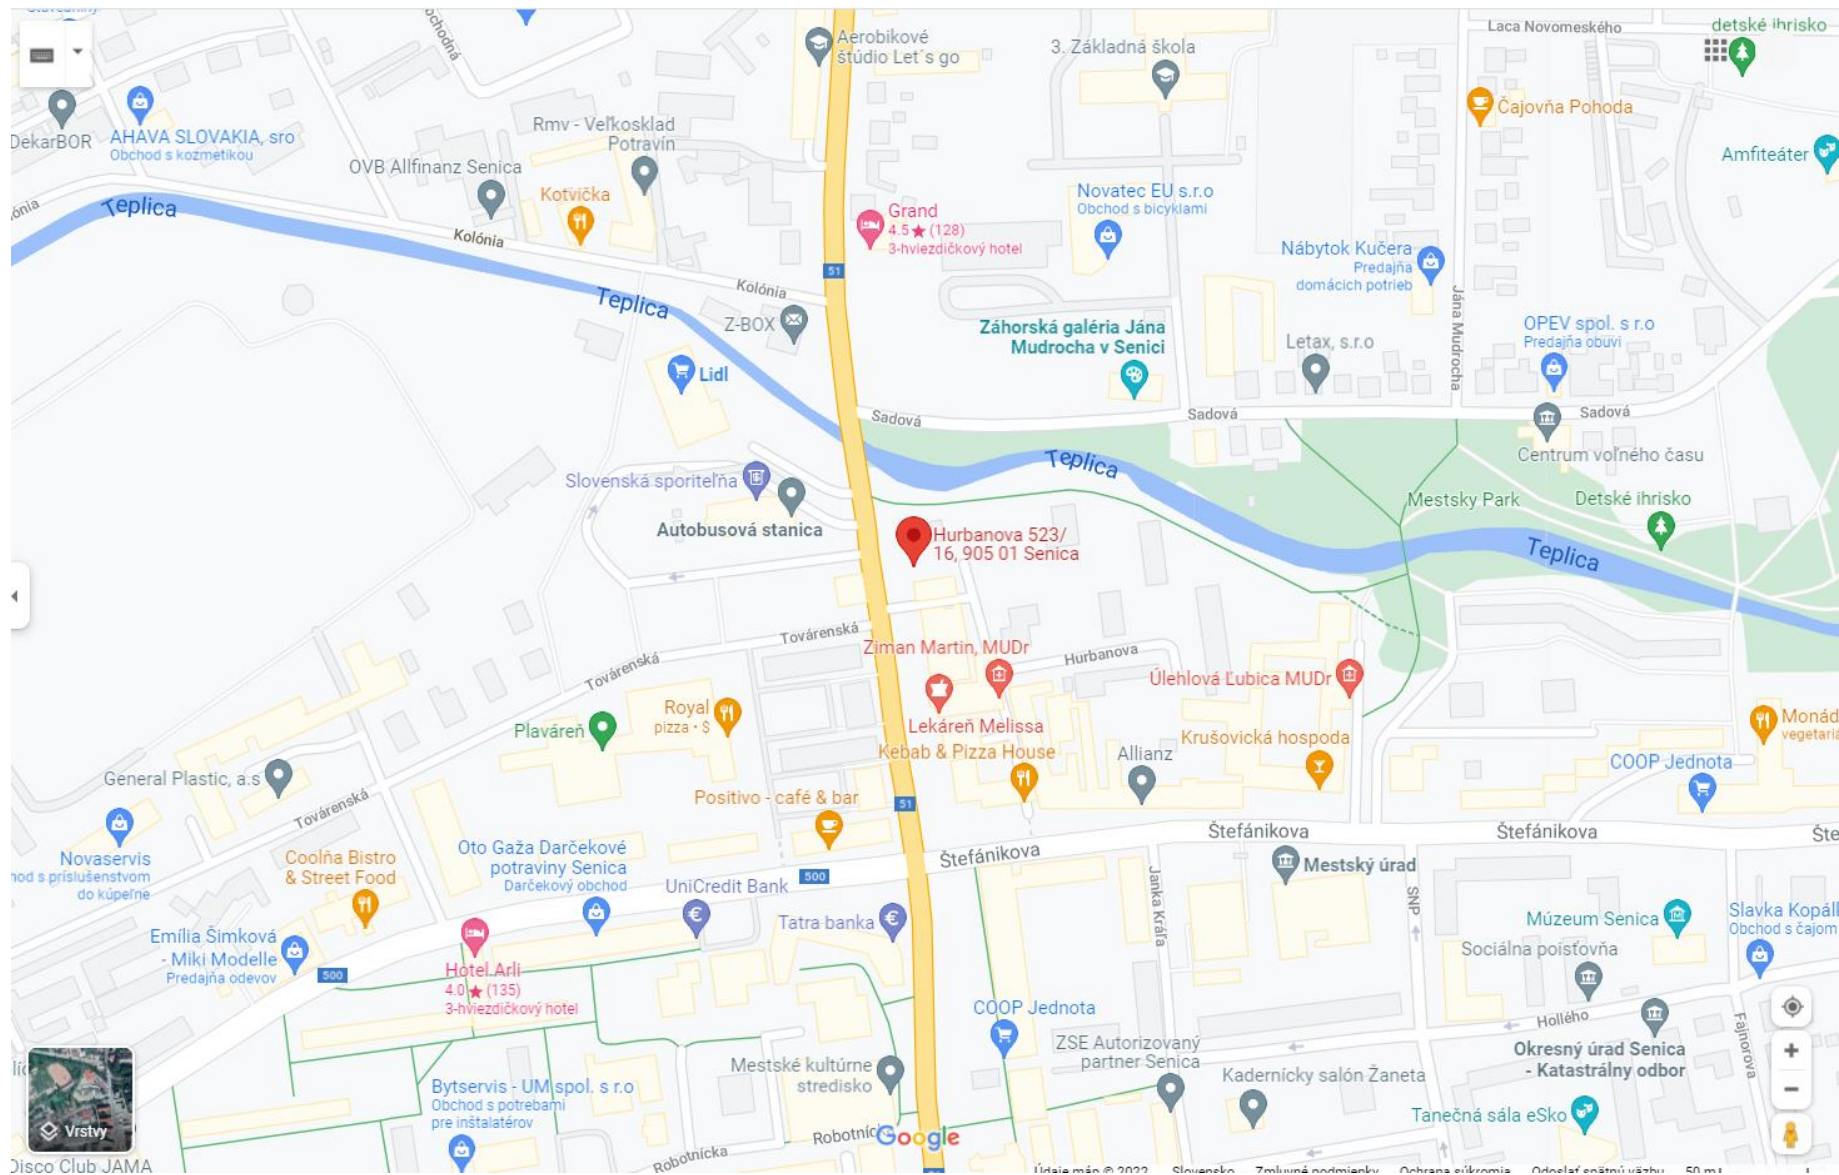 Laca Novomeského
detské ihrisko
Aerobikové
štúdio Let´s go
3. Základná škola
Čajovňa Pohoda
DekarBOR
AHAVA SLOVAKIA, sro
Obchod s kozmetikou
Rmv - Veľkosklad
Potravín
OVB Allfinanz Senica
Kotvička
Amfiteáter
Teplica
Kolónia
Grand
4.5★ (128)
3-hviezdičkový hotel
Novatec EU s.r.o
Obchod s bicyklami
Nábytok Kučera
Predajňa
domácich potrieb
51
Kolónia
Teplica
Z-BOX
Záhorská galéria Jána
Mudrocha v Senici
Letax, s.r.o
Jána Mudrocha
OPEV spol. s r.o
Predajňa obuvi
Lidl
Sadová
Sadová
Sadová
Centrum voľného času
Teplica
Slovenská sporiteľňa
Autobusová stanica
Mestsky Park
Detské ihrisko
Hurbanova 523/
16, 905 01 Senica
Teplica
Továrenská
Továrenská
Ziman Martin, MUDr
Hurbanova
Úlehlová Ľubica MUDr
Royal
pizza · $
Plaváreň
Lekáreň Melissa
Kebab & Pizza House
Allianz
Krušovická hospoda
Monád
vegetaria
COOP Jednota
General Plastic, a.s
Továrenská
Positivo - café & bar
51
Štefánikova
Štefánikova
Šte
Štefánikova
Novaservis
hod s príslušenstvom
do kúpeľne
Coolňa Bistro
& Street Food
Oto Gaža Darčekové
potraviny Senica
Darčekový obchod
500
UniCredit Bank
Tatra banka
Janka Kráľa
Mestský úrad
SNP
Múzeum Senica
Slavka Kopáll
Obchod s čajom
Emília Šimková
- Miki Modelle
Predajňa odevov
500
Hotel Arli
4.0★ (135)
3-hviezdičkový hotel
Sociálna poisťovňa
COOP Jednota
Hollého
Fajnorova
Okresný úrad Senica
- Katastrálny odbor
ZSE Autorizovaný
partner Senica
Mestské kultúrne
stredisko
Kadernícky salón Žaneta
Tanečná sála eSko
Bytservis - UM spol. s r.o
Obchod s potrebami
pre inštalatérov
Vrstvy
Robotnícka
Google
Disco Club JAMA
Údaje máp © 2022 Slovensko Zmluvné podmienky Ochrana súkromia Odoslať spätnú väzbu 50 m